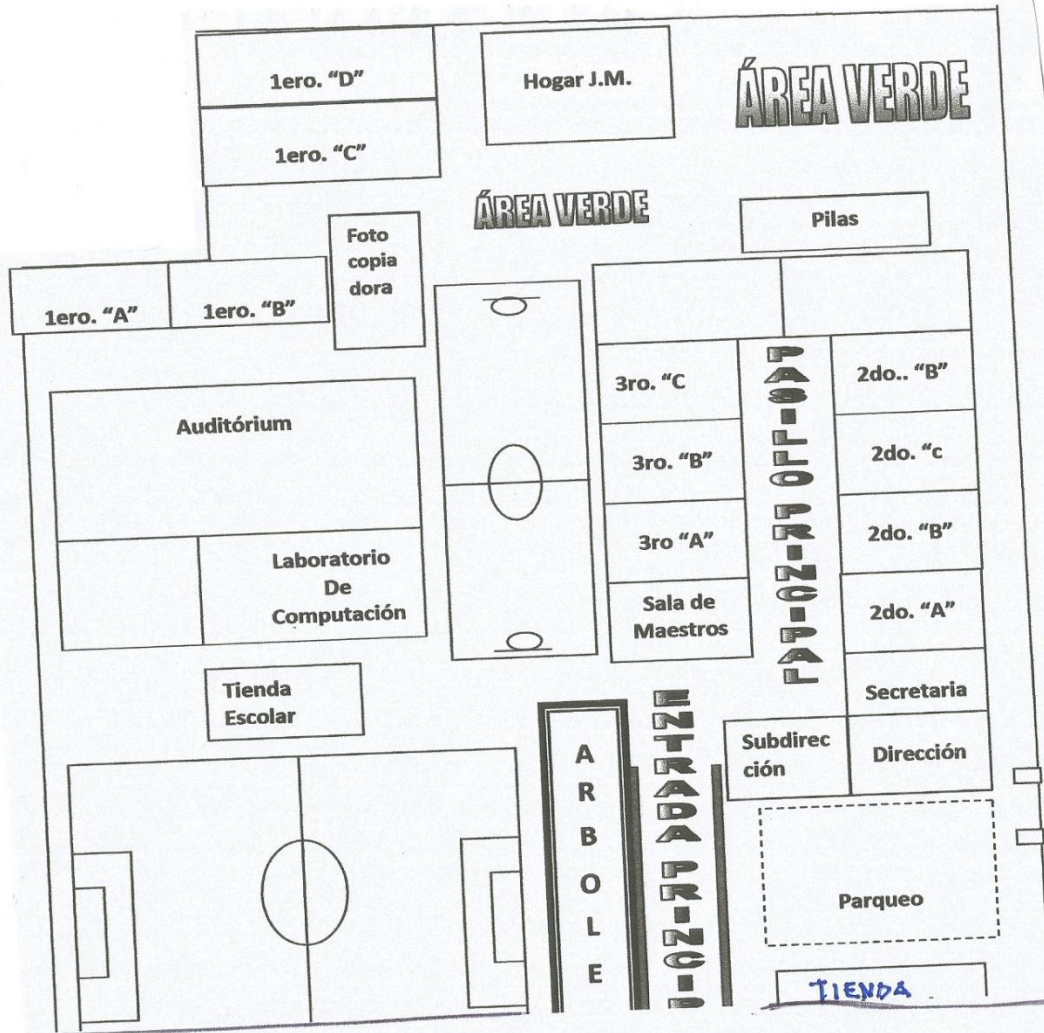 1ero. “D”
Hogar J.M.
ÁREA VERDE
1ero. “C”
ÁREA VERDE
Pilas
Foto
copia
dora
1ero. “A”
1ero. “B”
3ro. “C
2do.. “B”
Auditórium
3ro. “B”
2do. “c
3ro “A”
2do. “B”
Laboratorio
De
Computación
Sala de
Maestros
2do. “A”
PASILLO PRINCIPAL
Secretaria
Tienda
Escolar
Subdirec
ción
Dirección
ARBOLE
ENTRADA PRINCIP
Parqueo
TIENDA